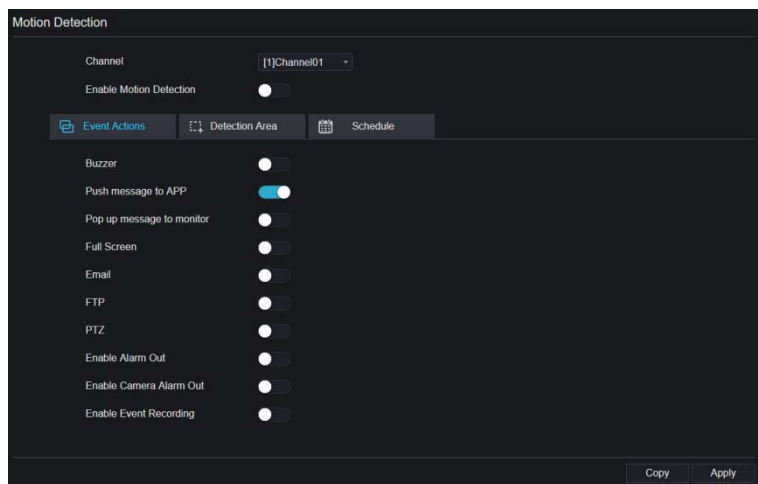 Motion Detection
Channel [1]Channel01
Enable Motion Detection
Event Actions Detection Area Schedule
Buzzer
Push message to APP
Pop up message to monitor
Full Screen
Email
FTP
PTZ
Enable Alarm Out
Enable Camera Alarm Out
Enable Event Recording
Copy Apply